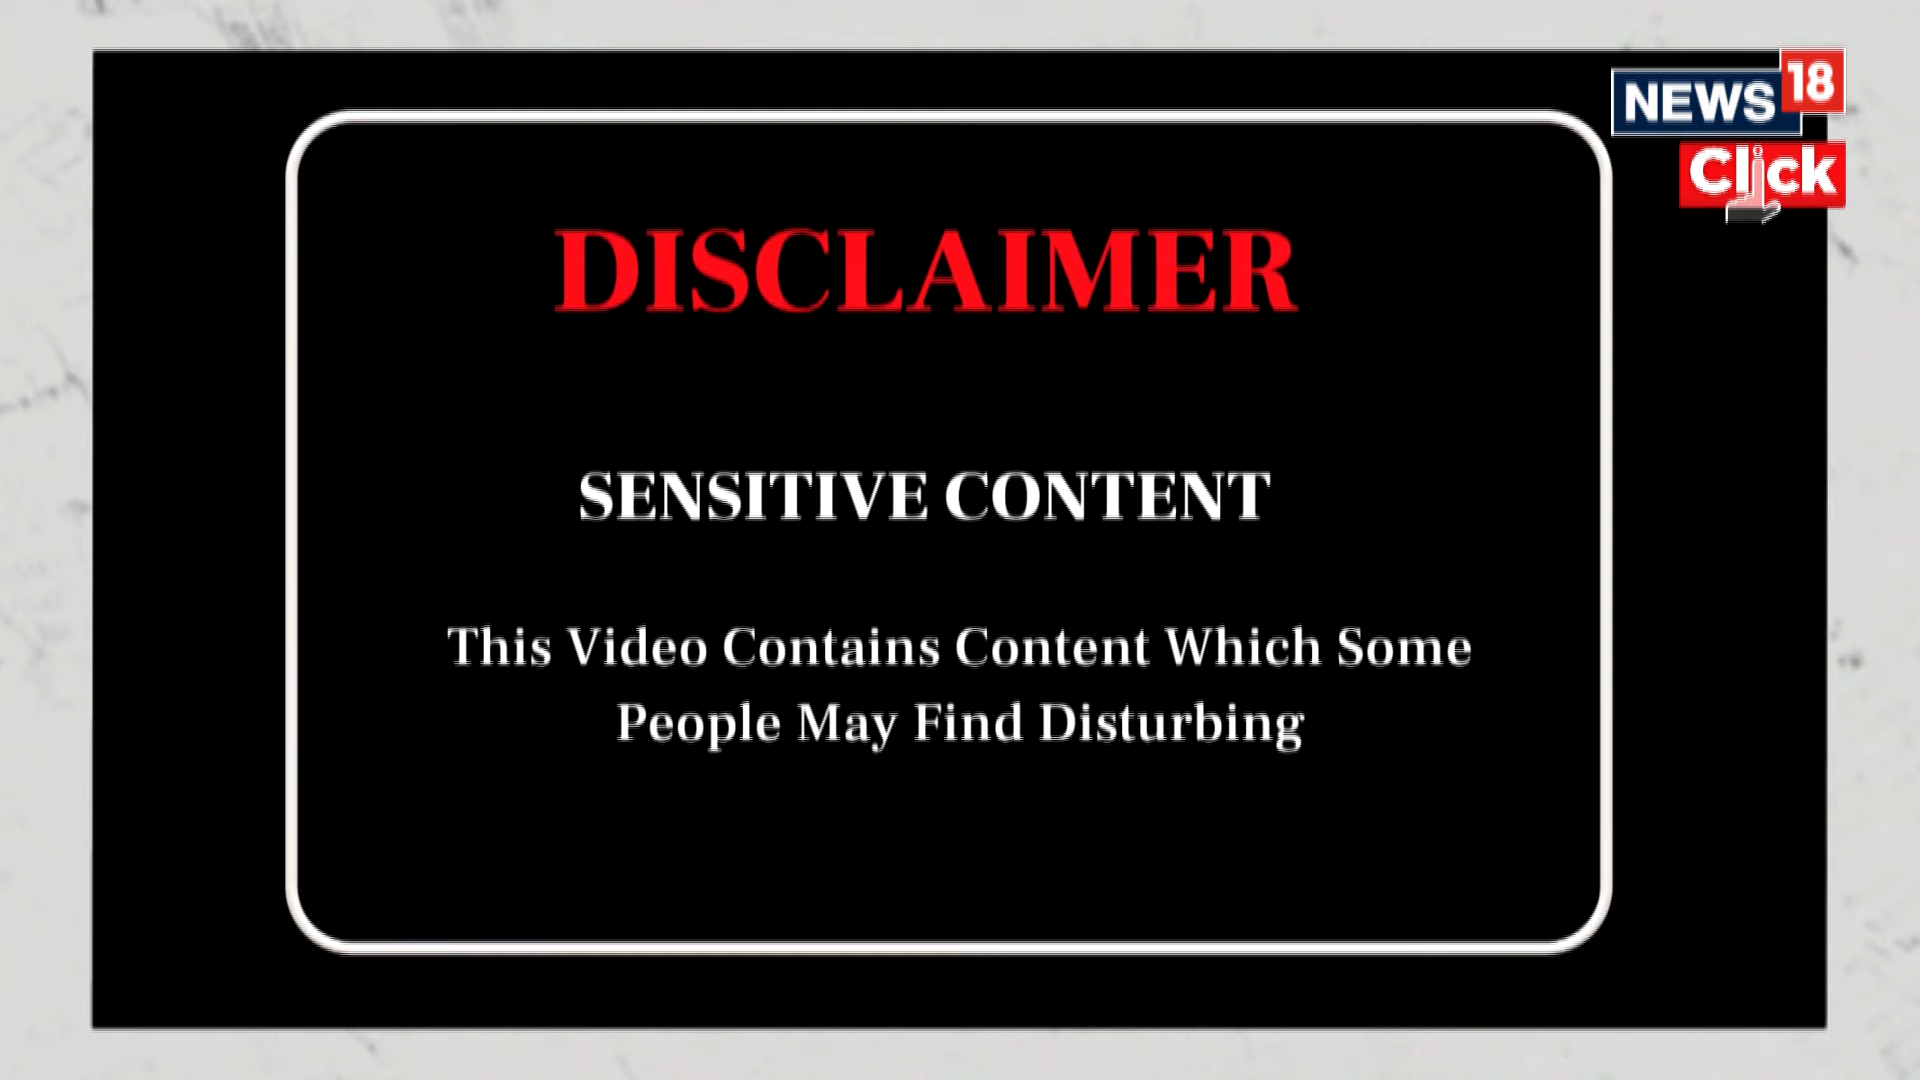 NEWS 18
Click
DISCLAIMER
SENSITIVE CONTENT
This Video Contains Content Which Some
People May Find Disturbing